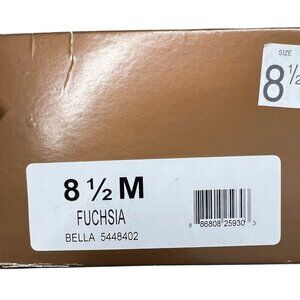 SIZE
8 ½
8 ½ M
FUCHSIA
BELLA 5448402
8 86808 25930 3